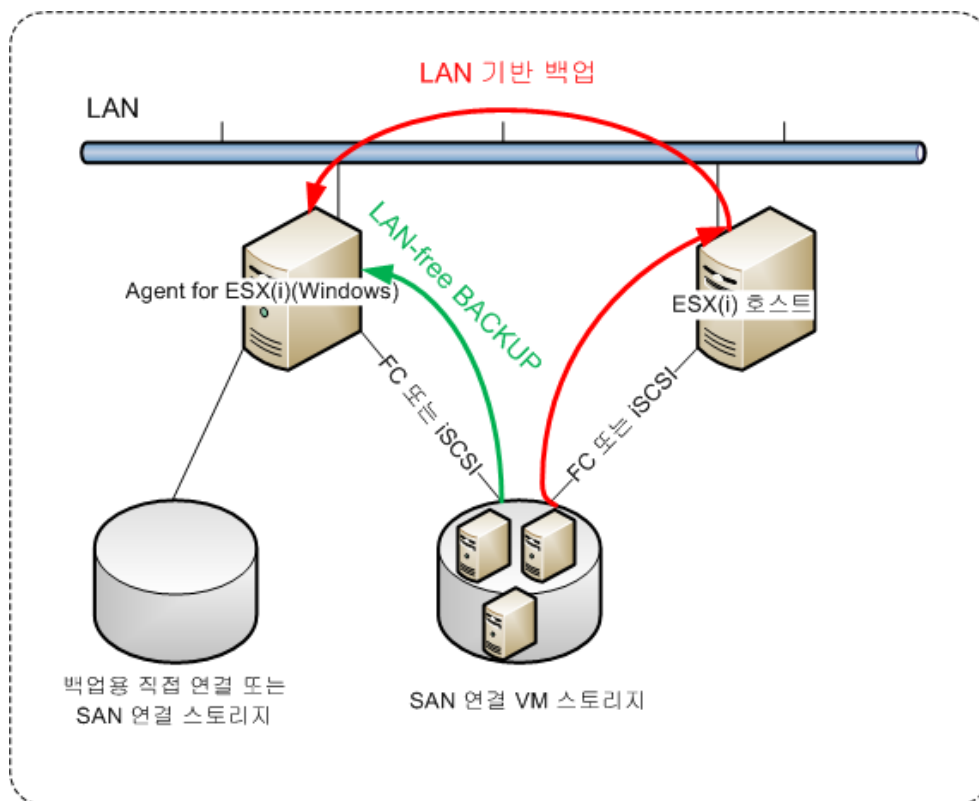 LAN 기반 백업
LAN
LAN-free BACKUP
Agent for ESX(i)(Windows)
ESX(i) 호스트
FC 또는 iSCSI
FC 또는 iSCSI
백업용 직접 연결 또는
SAN 연결 스토리지
SAN 연결 VM 스토리지